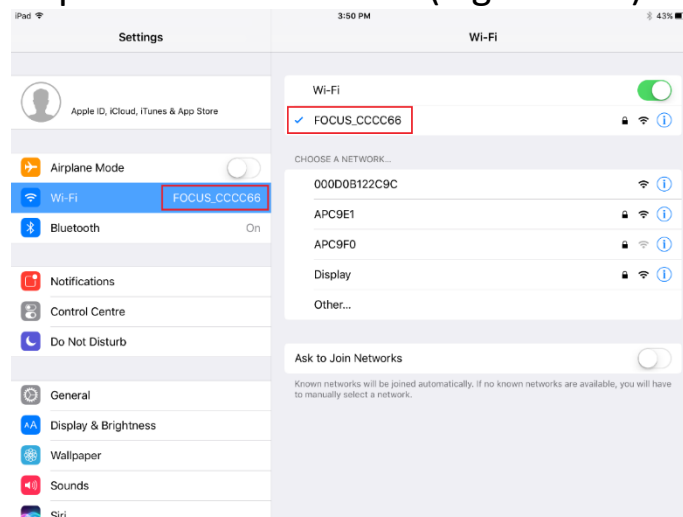 iPad
3:50 PM
43%
Settings
Wi-Fi
Apple ID, iCloud, iTunes & App Store
Airplane Mode
Wi-Fi FOCUS_CCCC66
Bluetooth On
Notifications
Control Centre
Do Not Disturb
General
AA Display & Brightness
Wallpaper
Sounds
Siri
Wi-Fi
FOCUS_CCCC66
CHOOSE A NETWORK...
000D0B122C9C
APC9E1
APC9F0
Display
Other...
Ask to Join Networks
Known networks will be joined automatically. If no known networks are available, you will have
to manually select a network.